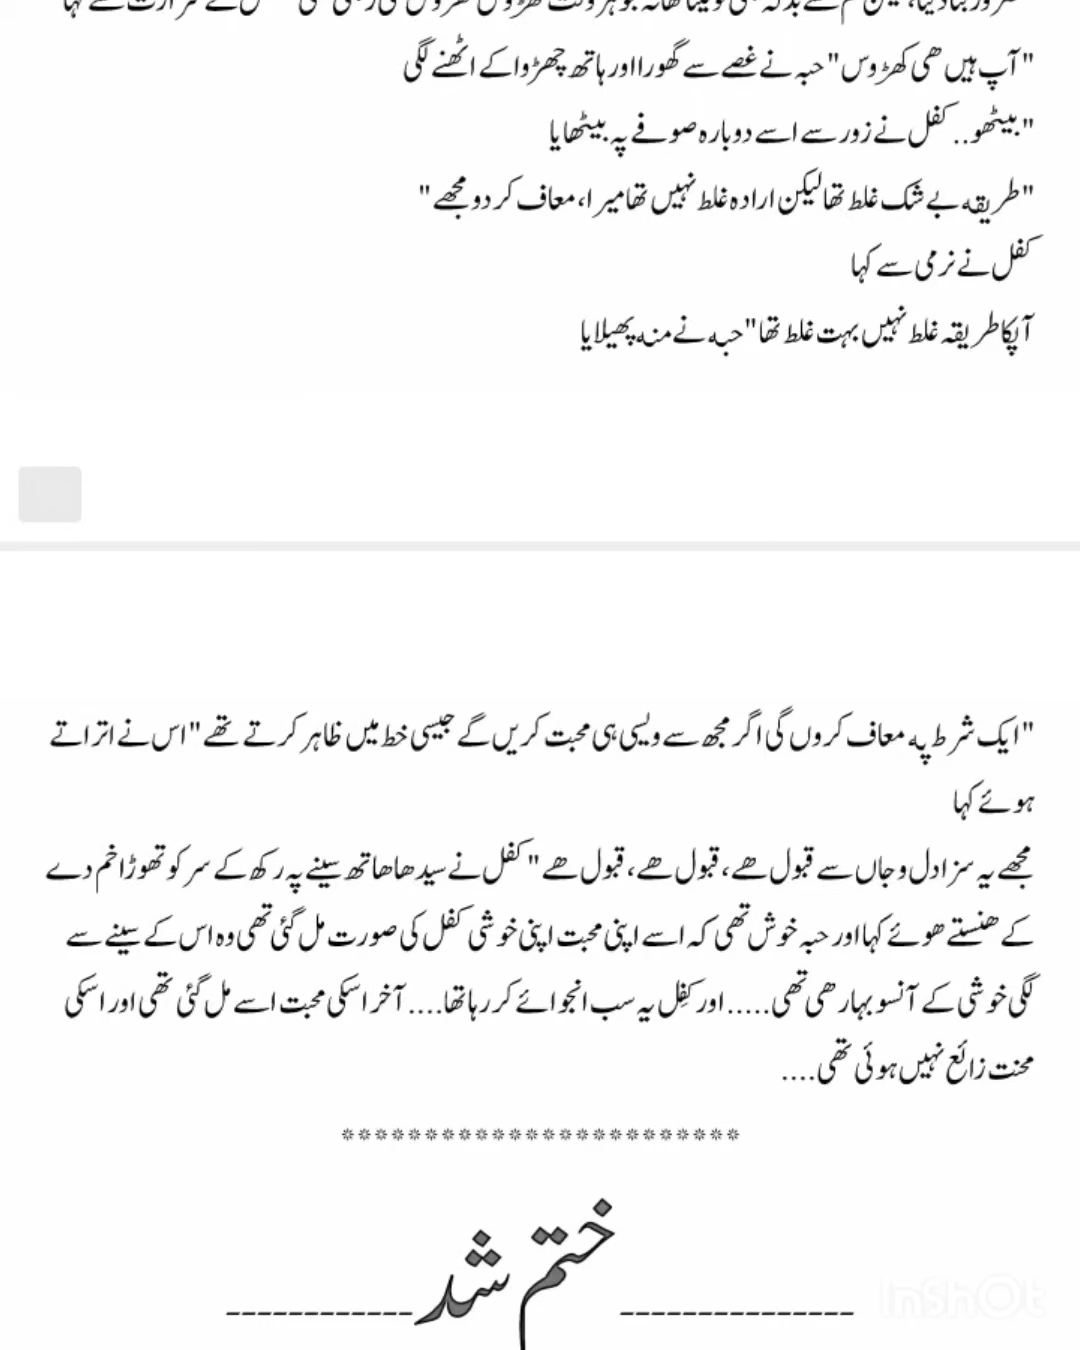 "آپ ہیں ھی کھڑوس" حبہ نے غصے سے گھورا اور ہاتھ چھڑوا کے اٹھنے لگی
"بیٹھو.. کفل نے زور سے اسے دوبارہ صوفے پہ بیٹھایا
"طریقہ بے شک غلط تھا لیکن ارادہ غلط نہیں تھا میرا، معاف کر دو مجھے"
کفل نے نرمی سے کہا
آپکا طریقہ غلط نہیں بہت غلط تھا" حبہ نے منہ پھیلایا
"ایک شرط پہ معاف کروں گی اگر مجھ سے ویسی ہی محبت کریں گے جیسی خط میں ظاہر کرتے تھے" اس نے اتراتے
ہوئے کہا
مجھے یہ سزا دل و جاں سے قبول ھے، قبول ھے، قبول ھے" کفل نے سیدھا ھاتھ سینے پہ رکھ کے سر کو تھوڑا خم دے
کے ھنستے ھوئے کہا اور حبہ خوش تھی کہ اسے اپنی محبت اپنی خوشی کفل کی صورت مل گئی تھی وہ اس کے سینے سے
لگی خوشی کے آنسو بہا رھی تھی..... اور کفِل یہ سب انجوائے کر رہا تھا.... آخر اسکی محبت اسے مل گئی تھی اور اسکی
محنت زائع نہیں ہوئی تھی....
************************
------------ ختم شد ---------------
InShOt